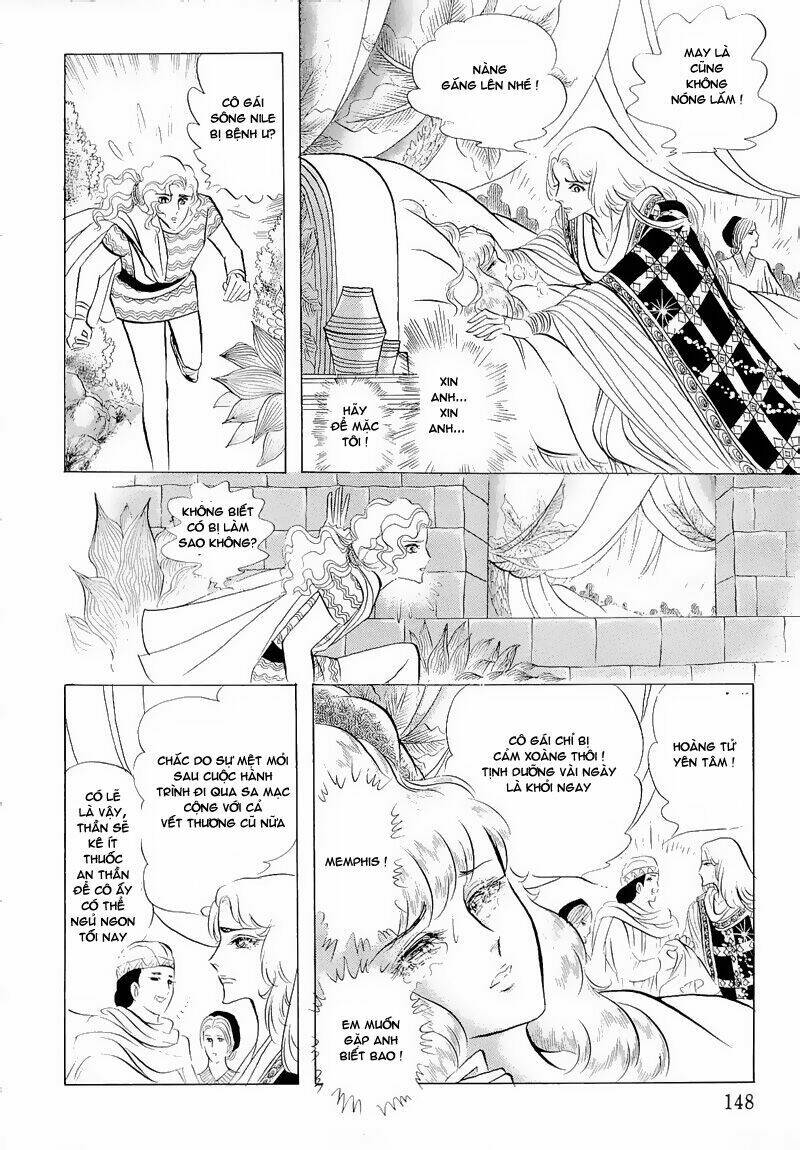 MAY LÀ
CŨNG
KHÔNG
NÓNG LẮM !
NÀNG
GẮNG LÊN NHÉ !
XIN
ANH...
XIN
ANH...
HÃY
ĐỂ MẶC
TÔI !
CÔ GÁI
SÔNG NILE
BỊ BỆNH Ư?
KHÔNG BIẾT
CÓ BỊ LÀM
SAO KHÔNG?
HOÀNG TỬ
YÊN TÂM !
CÔ GÁI CHỈ BỊ
CẢM XOÀNG THÔI !
TỊNH DƯỠNG VÀI NGÀY
LÀ KHỎI NGAY
MEMPHIS !
EM MUỐN
GẶP ANH
BIẾT BAO !
CHẮC DO SỰ MỆT MỎI
SAU CUỘC HÀNH
TRÌNH ĐI QUA SA MẠC
CỘNG VỚI CẢ
VẾT THƯƠNG CŨ NỮA
CÓ LẼ
LÀ VẬY, THẦN SẼ
KÊ ÍT
THUỐC
AN THẦN
ĐỂ CÔ ẤY
CÓ THỂ
NGỦ NGON
TỐI NAY
148